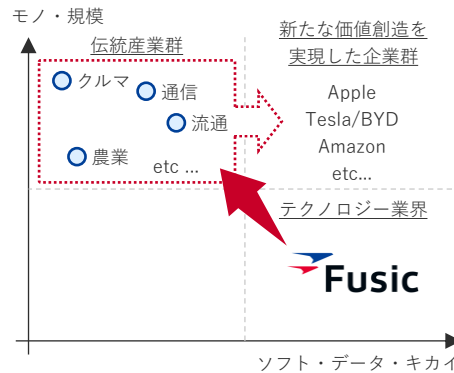 モノ・規模
伝統産業群
クルマ
通信
流通
農業
etc ...
新たな価値創造を
実現した企業群
Apple
Tesla/BYD
Amazon
etc...
テクノロジー業界
Fusic
ソフト・データ・キカイ